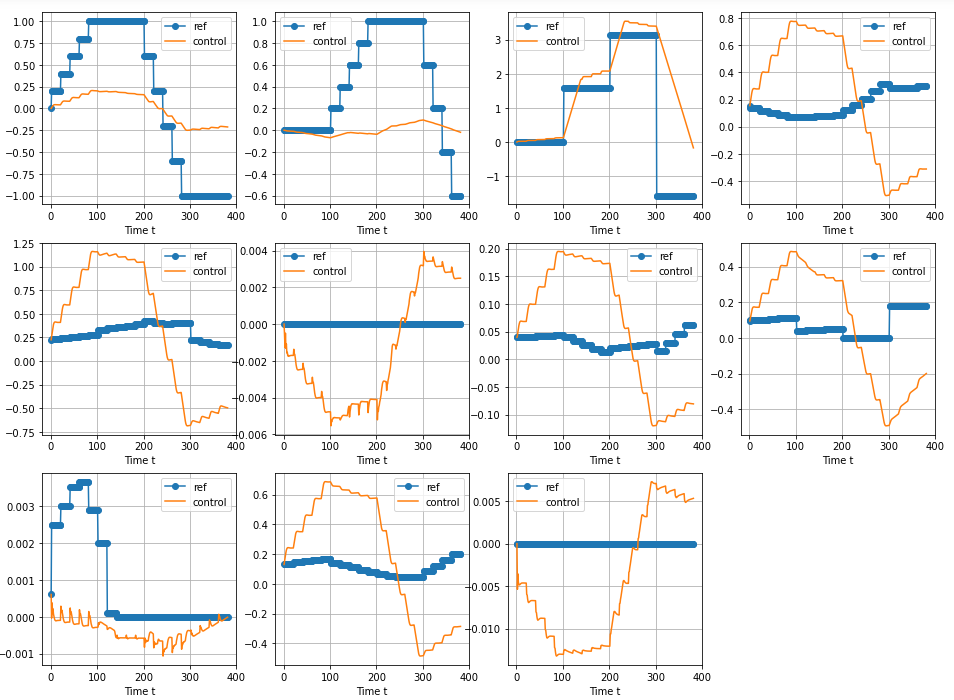 1.00
0.75
0.50
0.25
0.00
−0.25
−0.50
−0.75
−1.00
0 100 200 300 400
Time t
ref
control
1.0
0.8
0.6
0.4
0.2
0.0
−0.2
−0.4
−0.6
0 100 200 300 400
Time t
ref
control
3
2
1
0
−1
0 100 200 300 400
Time t
ref
control
0.8
0.6
0.4
0.2
0.0
−0.2
−0.4
0 100 200 300 400
Time t
ref
control
1.25
1.00
0.75
0.50
0.25
0.00
−0.25
−0.50
−0.75
0 100 200 300 400
Time t
ref
control
0.004
0.002
0.000
−0.002
−0.004
−0.006
0 100 200 300 400
Time t
ref
control
0.20
0.15
0.10
0.05
0.00
−0.05
−0.10
0 100 200 300 400
Time t
ref
control
0.4
0.2
0.0
−0.2
−0.4
0 100 200 300 400
Time t
ref
control
0.003
0.002
0.001
0.000
−0.001
0 100 200 300 400
Time t
ref
control
0.6
0.4
0.2
0.0
−0.2
−0.4
0 100 200 300 400
Time t
ref
control
0.005
0.000
−0.005
−0.010
0 100 200 300 400
Time t
ref
control